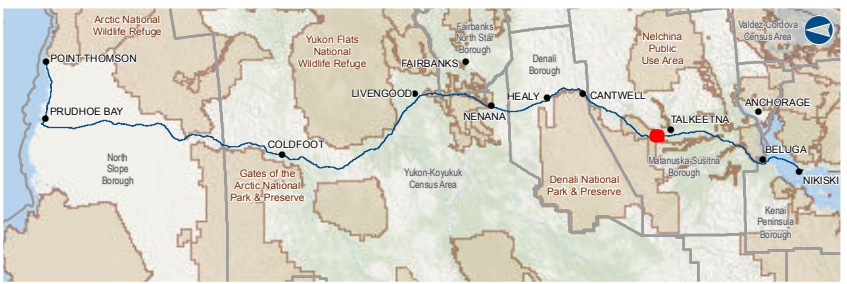 Arctic National
Wildlife Refuge
POINT THOMSON
PRUDHOE BAY
North
Slope
Borough
COLDFOOT
Gates of the
Arctic National
Park & Preserve
Yukon Flats
National
Wildlife Refuge
LIVENGOOD
Yukon-Koyukuk
Census Area
Fairbanks
North Star
Borough
FAIRBANKS
NENANA
Denali
Borough
HEALY
CANTWELL
Denali National
Park & Preserve
Nelchina
Public
Use Area
TALKEETNA
Matanuska-Susitna
Borough
Valdez-Cordova
Census Area
ANCHORAGE
BELUGA
NIKISKI
Kenai
Peninsula
Borough